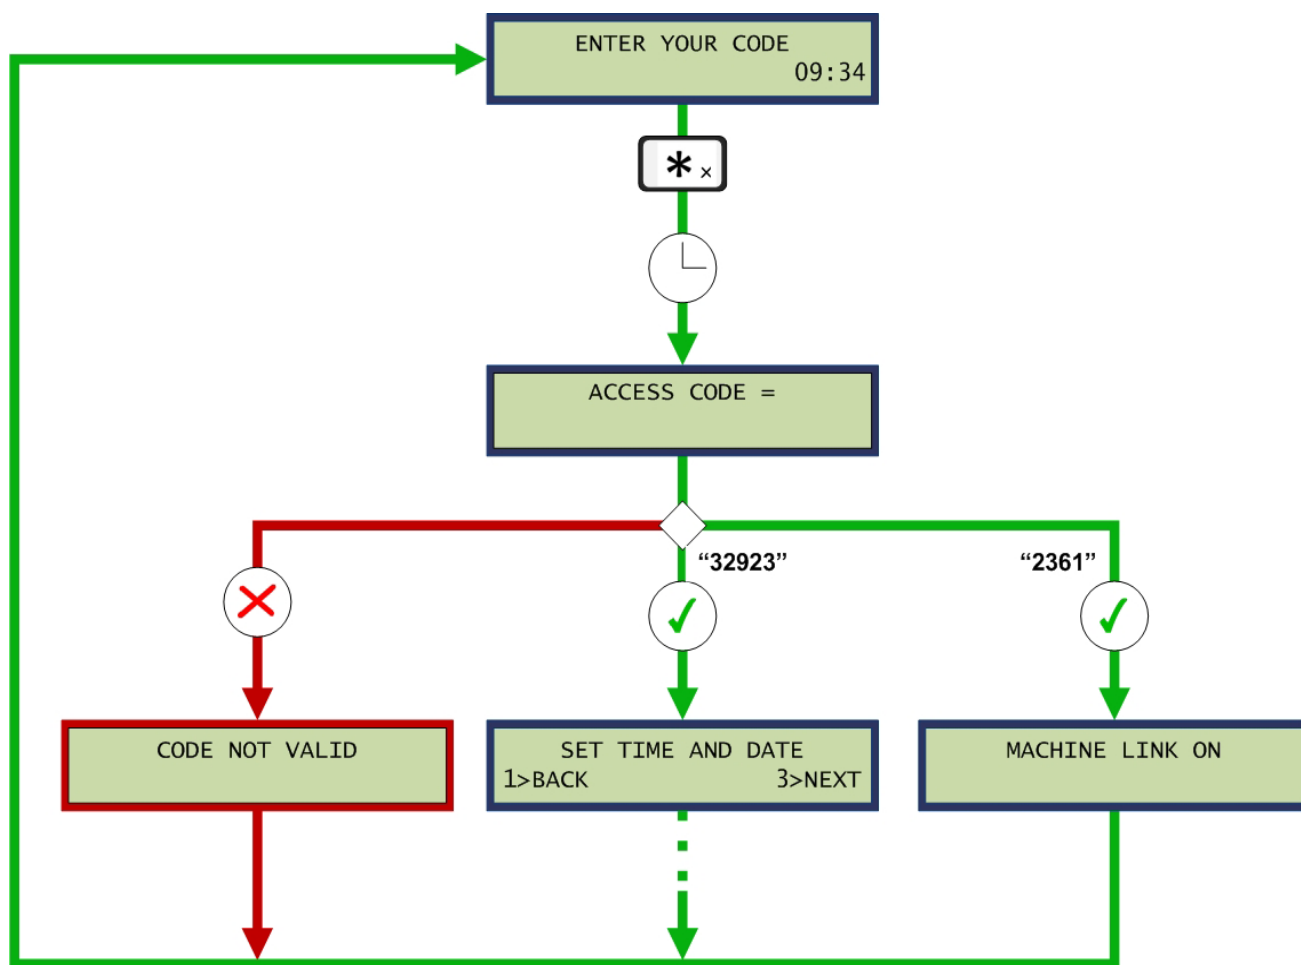 ENTER YOUR CODE
09:34
* x
ACCESS CODE =
“32923”
“2361”
CODE NOT VALID
SET TIME AND DATE
1>BACK 3>NEXT
MACHINE LINK ON